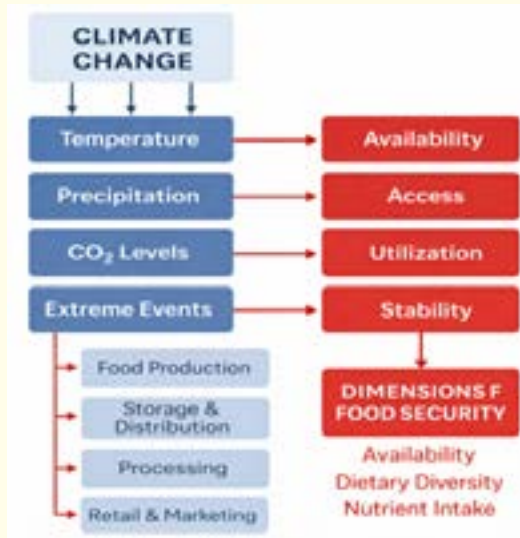 CLIMATE
CHANGE
Temperature
Availability
Precipitation
Access
CO₂ Levels
Utilization
Extreme Events
Stability
Food Production
Storage &
Distribution
Processing
Retail & Marketing
DIMENSIONS F
FOOD SECURITY
Availability
Dietary Diversity
Nutrient Intake